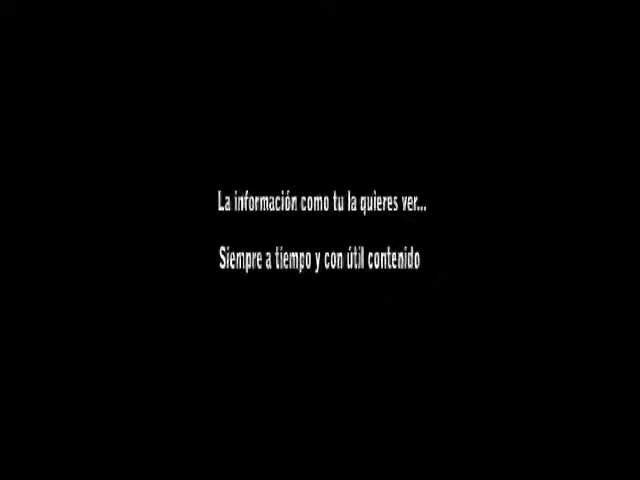 La información como tu la quieres ver...
Siempre a tiempo y con útil contenido